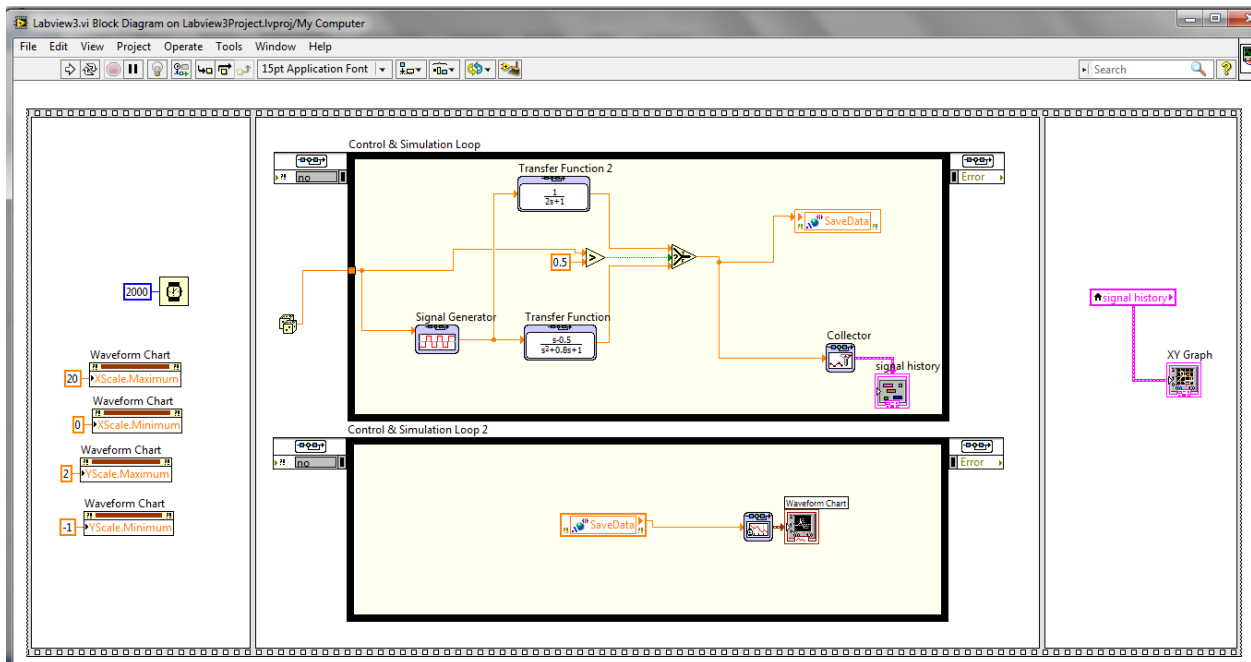 Labview3.vi Block Diagram on Labview3Project.lvproj/My Computer
File Edit View Project Operate Tools Window Help
15pt Application Font
Search
?
2000
Waveform Chart
20 XScale.Maximum
Waveform Chart
0 XScale.Minimum
Waveform Chart
2 YScale.Maximum
Waveform Chart
-1 YScale.Minimum
Control & Simulation Loop
?! no
Error
Transfer Function 2
1
2s+1
SaveData
0.5 >
?
Signal Generator
Transfer Function
s-0.5
s²+0.8s+1
Collector
signal history
Control & Simulation Loop 2
?! no
Error
SaveData
Waveform Chart
signal history
XY Graph